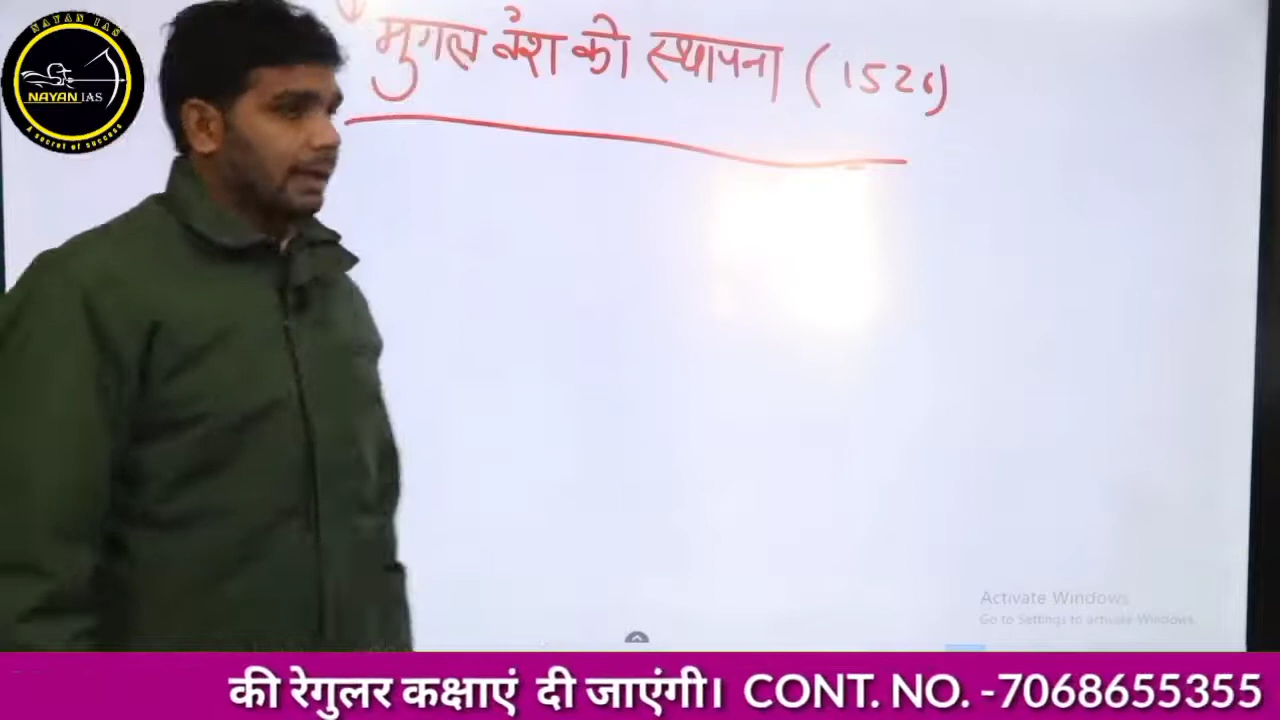 NAYAN IAS
NAYAN IAS
A secret of success
मुगल वंश की स्थापना (1526)
Activate Windows
Go to Settings to activate Windows.
की रेगुलर कक्षाएं दी जाएंगी। CONT. NO. -7068655355